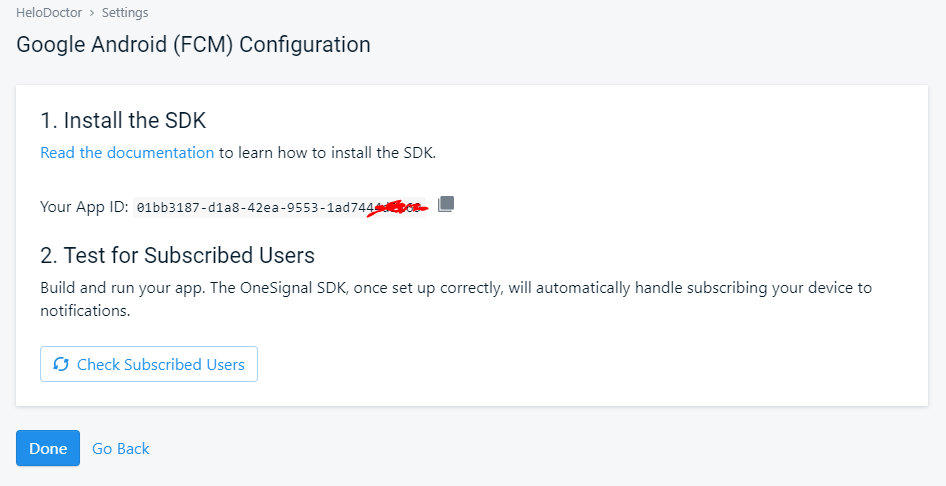 HeloDoctor › Settings
Google Android (FCM) Configuration
1. Install the SDK
Read the documentation to learn how to install the SDK.
Your App ID: 01bb3187-d1a8-42ea-9553-1ad744
2. Test for Subscribed Users
Build and run your app. The OneSignal SDK, once set up correctly, will automatically handle subscribing your device to
notifications.
Check Subscribed Users
Done Go Back